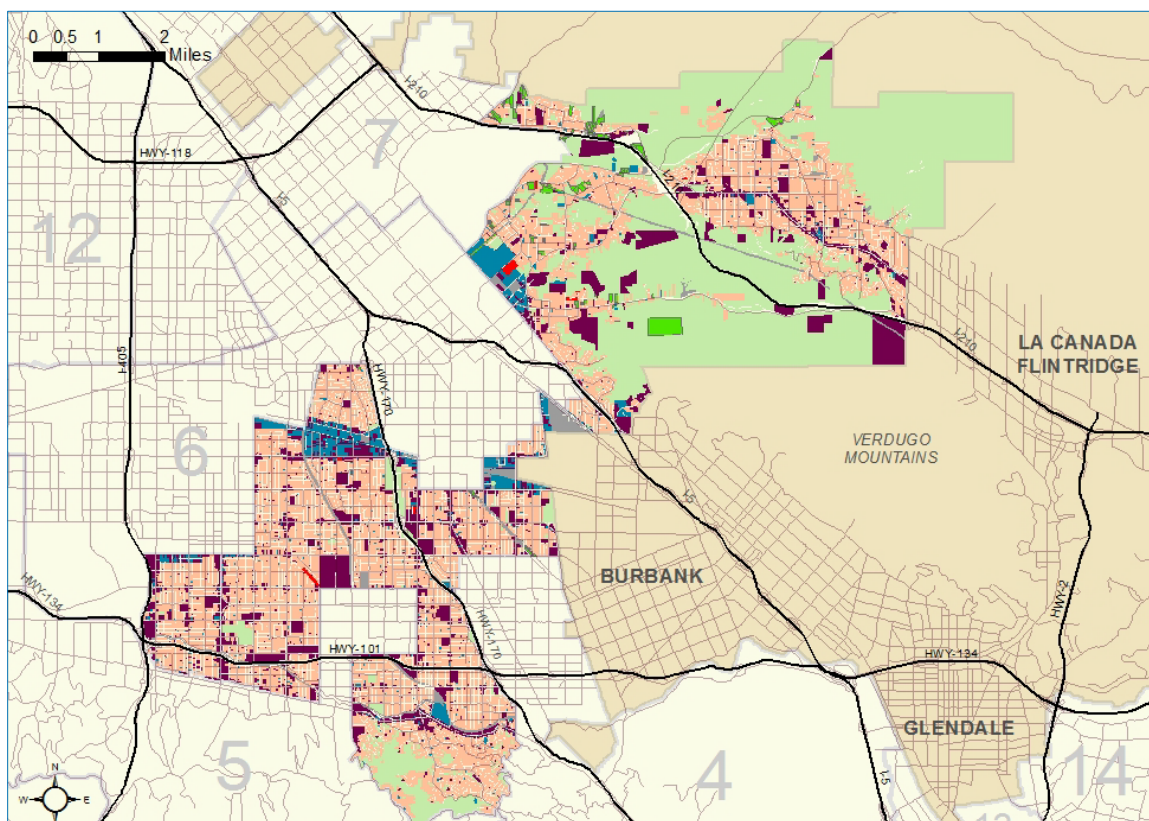 0 0.5 1 2
Miles
I-210
7
HWY-118
I-5
12
HWY-170
I-405
I-210
LA CANADA
FLINTRIDGE
6
VERDUGO
MOUNTAINS
I-5
BURBANK
HWY-2
HWY-134
HWY-170
HWY-101
HWY-134
GLENDALE
5
4
14
I-5
N
W
E
S
13